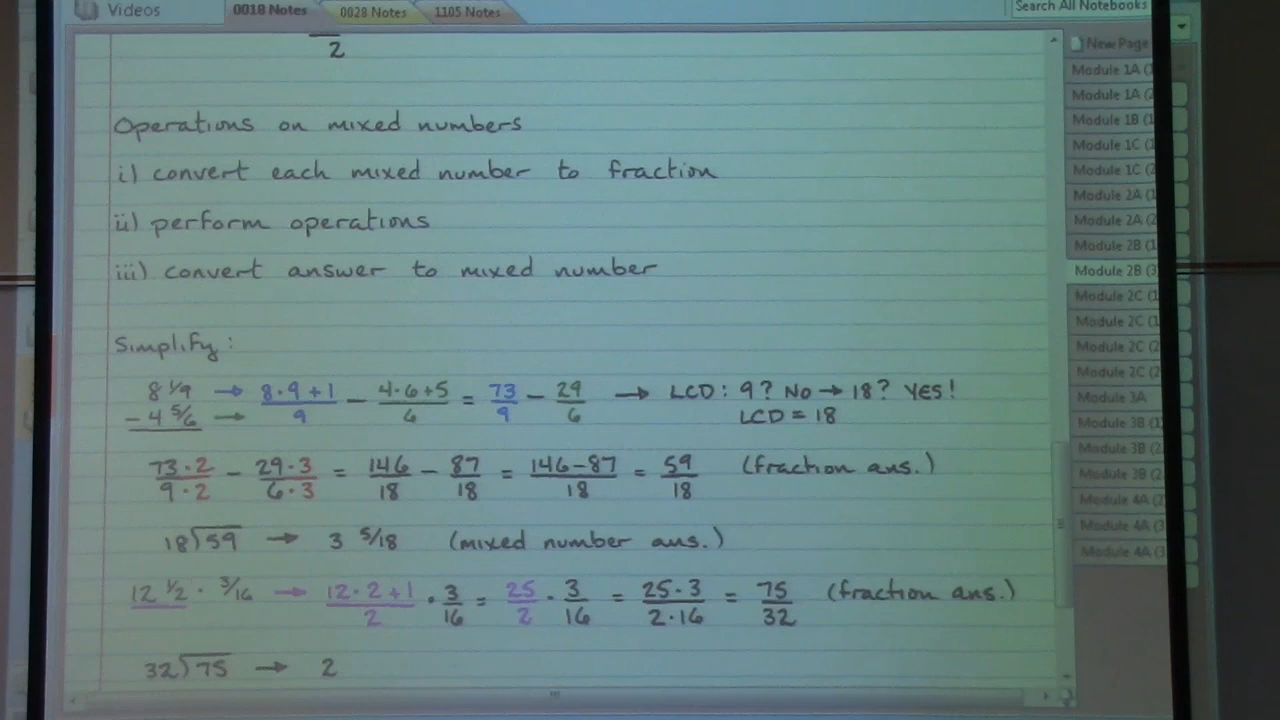 Videos
0018 Notes
0028 Notes
1105 Notes
Search All Notebooks
2
Operations on mixed numbers
i) convert each mixed number to fraction
ii) perform operations
iii) convert answer to mixed number
Simplify:
8 1/9 → 8·9+1/9 − 4·6+5/6 = 73/9 − 29/6 → LCD: 9? No → 18? YES!
− 4 5/6 → LCD = 18
73·2/9·2 − 29·3/6·3 = 146/18 − 87/18 = 146−87/18 = 59/18 (fraction ans.)
18)59 → 3 5/18 (mixed number ans.)
12 1/2 · 3/16 → 12·2+1/2 · 3/16 = 25/2 · 3/16 = 25·3/2·16 = 75/32 (fraction ans.)
32)75 → 2
New Page
Module 1A (
Module 1A (
Module 1B (1
Module 1C (
Module 1C (
Module 2A (
Module 2A (
Module 2B (1
Module 2B (3
Module 2C (
Module 2C (
Module 2C (
Module 2C (
Module 3A
Module 3B (
Module 3B (
Module 3B (
Module 4A (
Module 4A (
Module 4A (